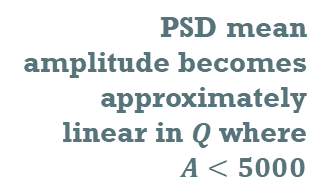 PSD mean
amplitude becomes
approximately
linear in Q where
A < 5000